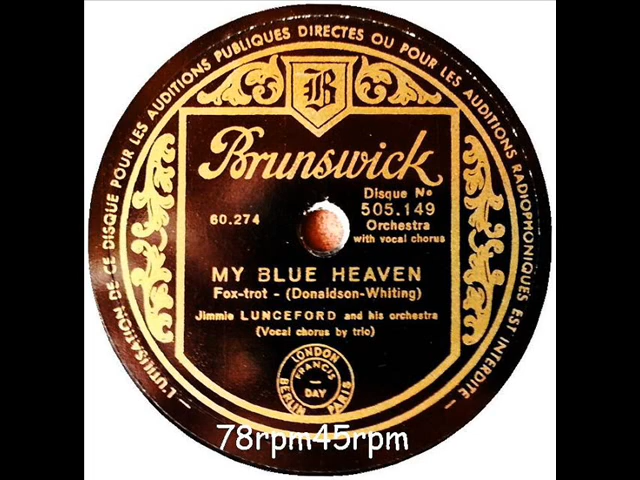 — L'UTILISATION DE CE DISQUE POUR LES AUDITIONS PUBLIQUES DIRECTES OU POUR LES AUDITIONS RADIOPHONIQUES EST INTERDITE —
B
Brunswick
60.274
Disque No
505.149
Orchestra
with vocal chorus
MY BLUE HEAVEN
Fox-trot - (Donaldson-Whiting)
Jimmie LUNCEFORD and his orchestra
(Vocal chorus by trio)
LONDON
FRANCIS
— DAY
BERLIN PARIS
78rpm45rpm